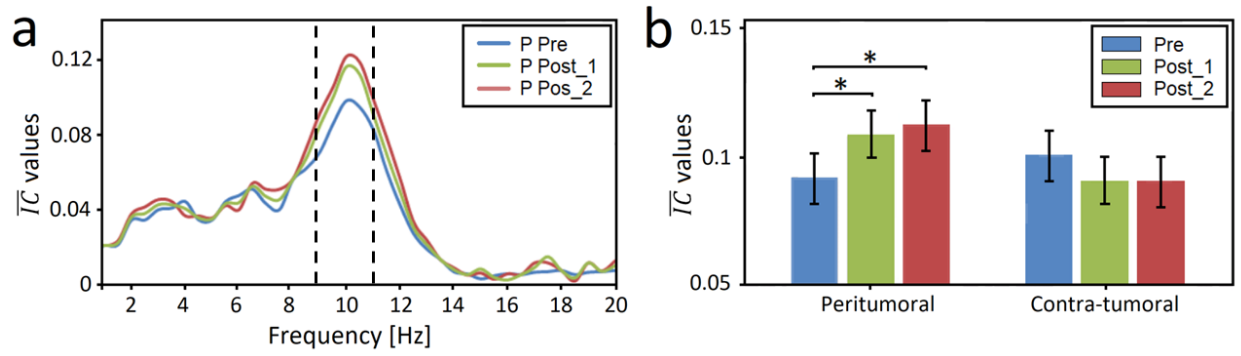 a
0.12
0.08
0.04
0
IC values
2 4 6 8 10 12 14 16 18 20
Frequency [Hz]
P Pre
P Post_1
P Pos_2
b
0.15
0.1
0.05
IC values
* *
Peritumoral Contra-tumoral
Pre
Post_1
Post_2